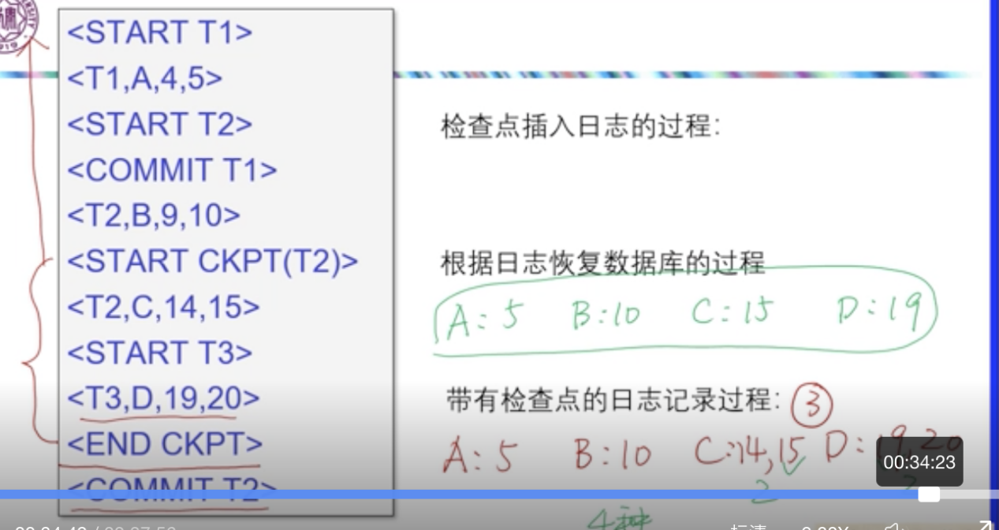 <START T1>
<T1,A,4,5>
<START T2>
<COMMIT T1>
<T2,B,9,10>
<START CKPT(T2)>
<T2,C,14,15>
<START T3>
<T3,D,19,20>
<END CKPT>
<COMMIT T2>
检查点插入日志的过程:
根据日志恢复数据库的过程
A:5 B:10 C:15 D:19
带有检查点的日志记录过程: ③
A:5 B:10 C:14,15 D:19,20
2
4种
00:34:23
标清